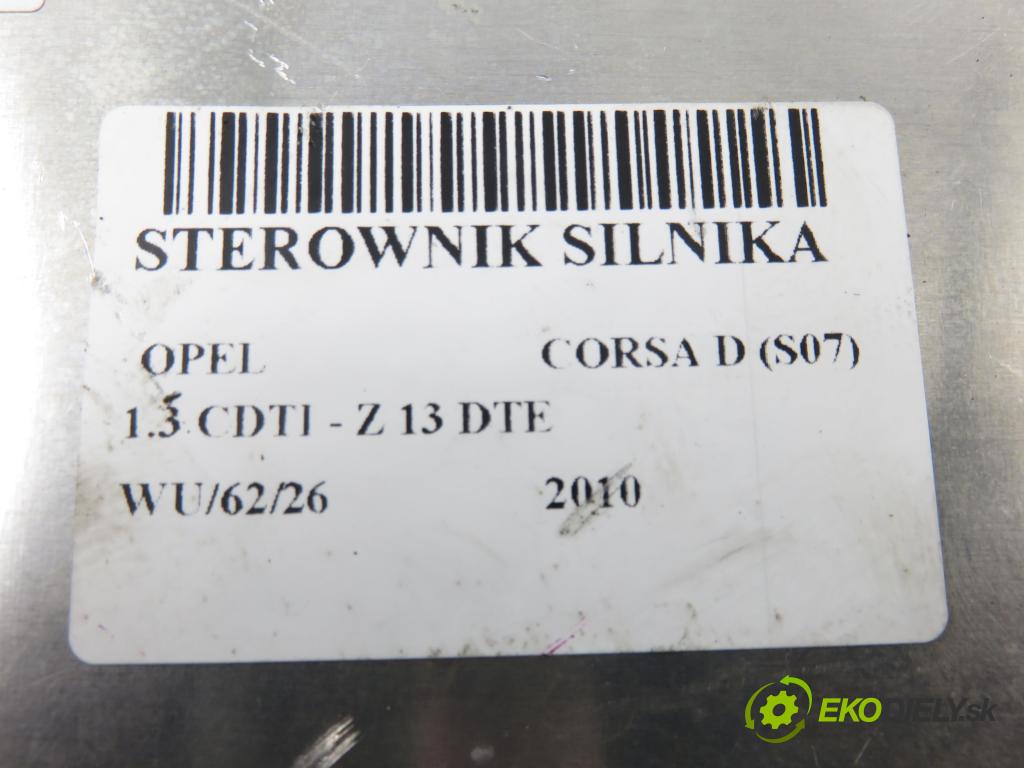 STEROWNIK SILNIKA
OPEL CORSA D (S07)
1.3 CDTI - Z 13 DTE
WU/62/26 2010
EKODIELY.sk